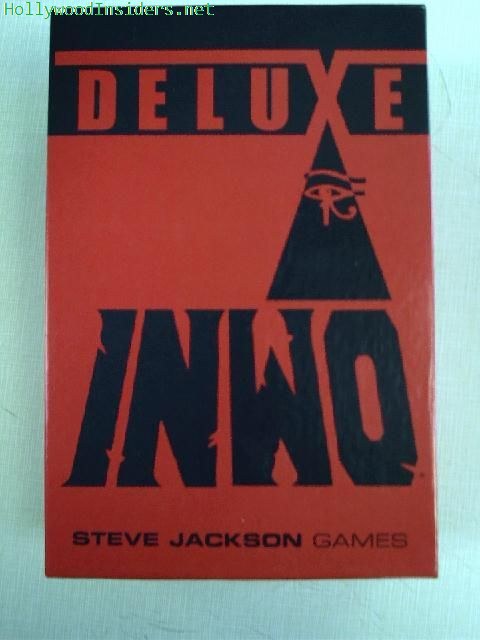 HollywoodInsiders.net
DELUXE
INWO
STEVE JACKSON GAMES